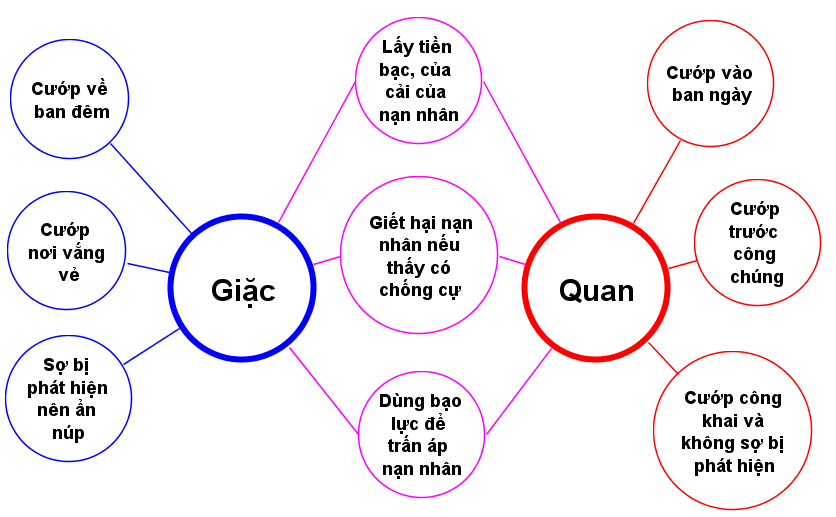 Cướp về
ban đêm
Cướp
nơi vắng
vẻ
Sợ bị
phát hiện
nên ẩn
núp
Giặc
Lấy tiền
bạc, của
cải của
nạn nhân
Giết hại nạn
nhân nếu
thấy có
chống cự
Dùng bạo
lực để
trấn áp
nạn nhân
Quan
Cướp vào
ban ngày
Cướp
trước
công
chúng
Cướp công
khai và
không sợ bị
phát hiện